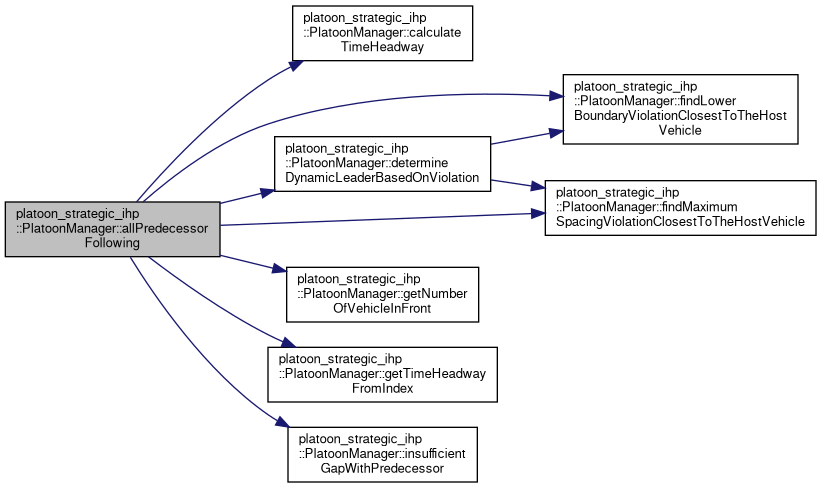 platoon_strategic_ihp
::PlatoonManager::allPredecessor
Following
platoon_strategic_ihp
::PlatoonManager::calculate
TimeHeadway
platoon_strategic_ihp
::PlatoonManager::findLower
BoundaryViolationClosestToTheHost
Vehicle
platoon_strategic_ihp
::PlatoonManager::determine
DynamicLeaderBasedOnViolation
platoon_strategic_ihp
::PlatoonManager::findMaximum
SpacingViolationClosestToTheHostVehicle
platoon_strategic_ihp
::PlatoonManager::getNumber
OfVehicleInFront
platoon_strategic_ihp
::PlatoonManager::getTimeHeadway
FromIndex
platoon_strategic_ihp
::PlatoonManager::insufficient
GapWithPredecessor